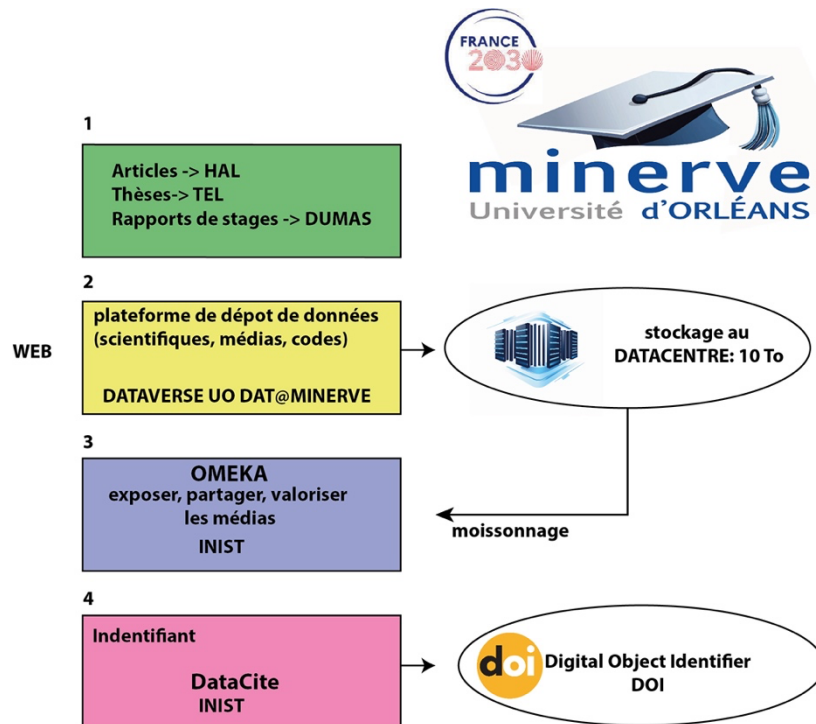 FRANCE
2030
minerve
Université d'ORLÉANS
1
Articles -> HAL
Thèses-> TEL
Rapports de stages -> DUMAS
WEB
2
plateforme de dépot de données
(scientifiques, médias, codes)
DATAVERSE UO DAT@MINERVE
stockage au
DATACENTRE: 10 To
3
OMEKA
exposer, partager, valoriser
les médias
INIST
moissonnage
4
Indentifiant
DataCite
INIST
doi
Digital Object Identifier
DOI